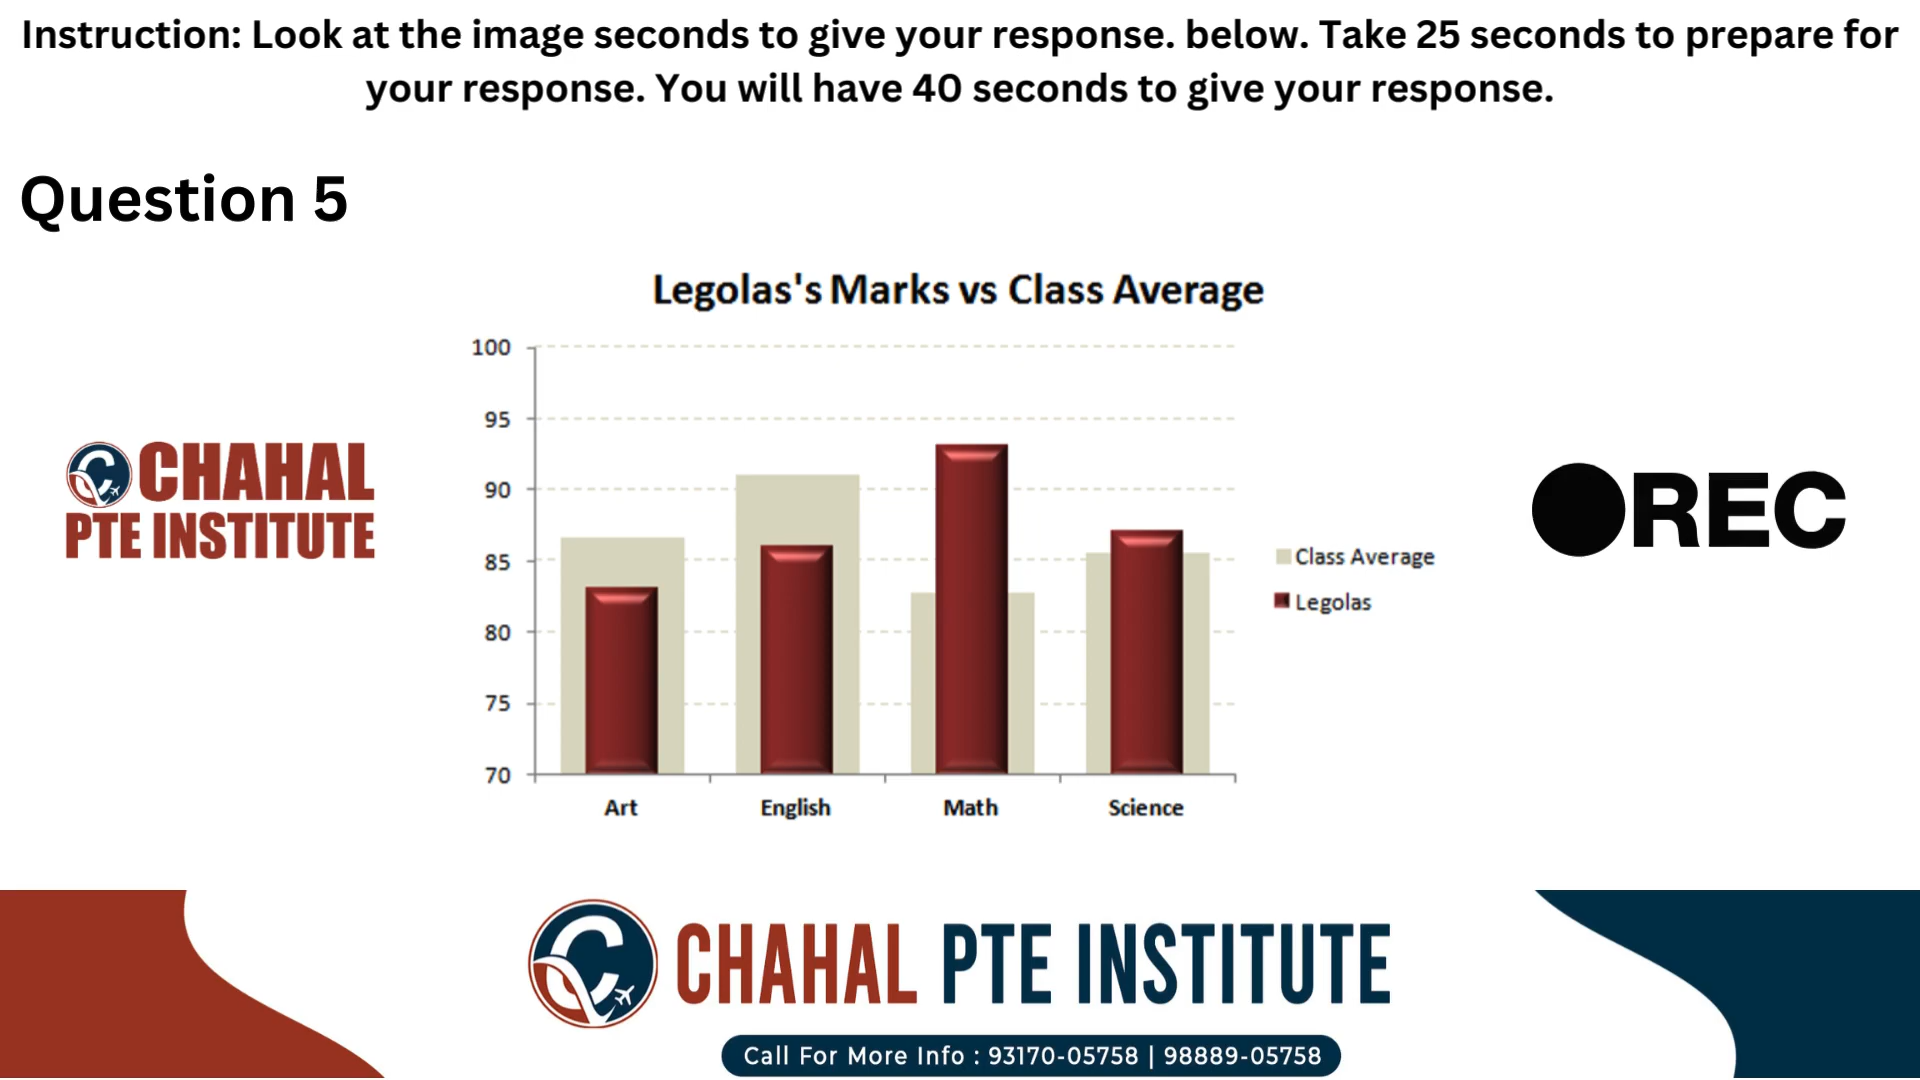 Instruction: Look at the image seconds to give your response. below. Take 25 seconds to prepare for
your response. You will have 40 seconds to give your response.
Question 5
Legolas's Marks vs Class Average
100
95
90
85
80
75
70
Art English Math Science
Class Average
Legolas
CHAHAL
PTE INSTITUTE
REC
CHAHAL PTE INSTITUTE
Call For More Info : 93170-05758 | 98889-05758